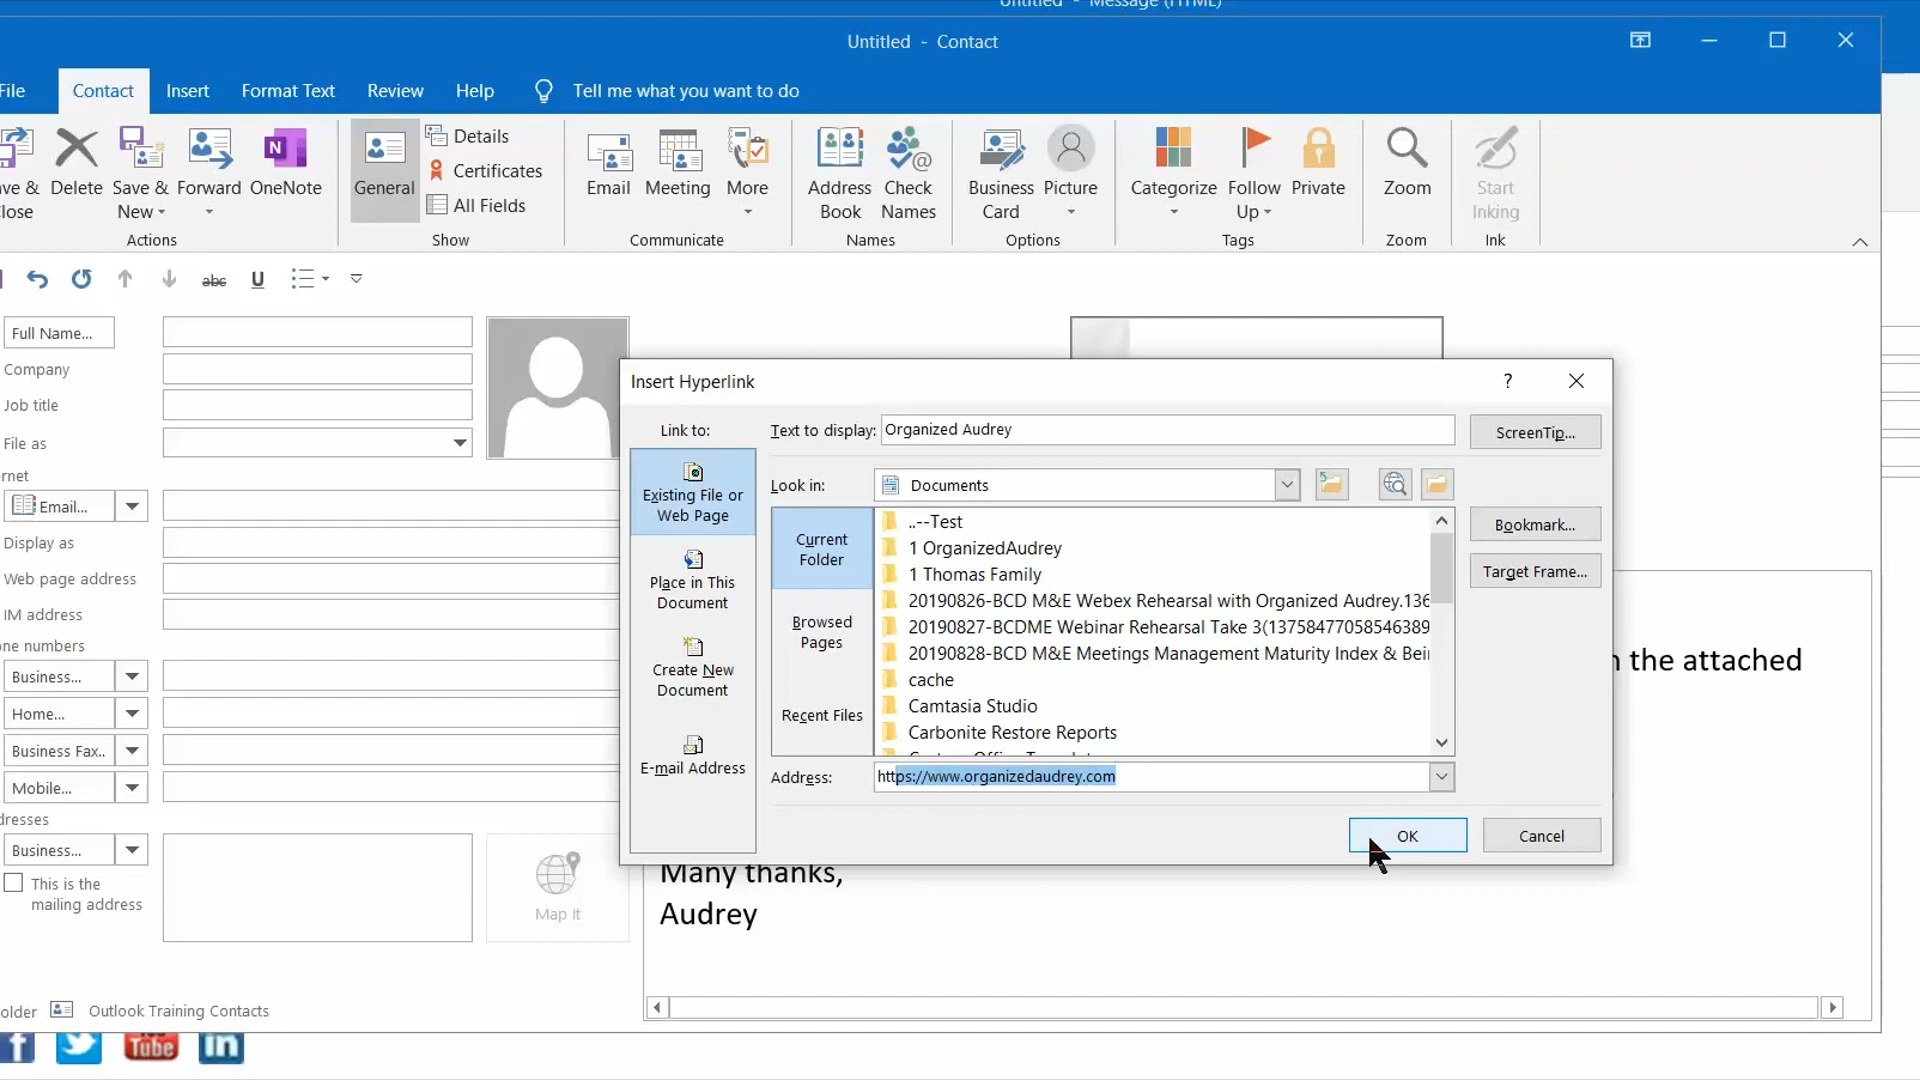 Untitled - Message (HTML)
Untitled - Contact
File
Contact
Insert
Format Text
Review
Help
Tell me what you want to do
ve &
lose
Delete
Save &
New
Forward
OneNote
Actions
General
Details
Certificates
All Fields
Show
Email
Meeting
More
Communicate
Address
Book
Check
Names
Names
Business
Card
Picture
Options
Categorize
Follow
Up
Private
Tags
Zoom
Zoom
Start
Inking
Ink
abc
U
Full Name...
Company
Job title
File as
rnet
Email...
Display as
Web page address
IM address
one numbers
Business...
Home...
Business Fax..
Mobile...
dresses
Business...
This is the
mailing address
Map It
Insert Hyperlink
?
Link to:
Existing File or
Web Page
Place in This
Document
Create New
Document
E-mail Address
Text to display:
Organized Audrey
ScreenTip...
Look in:
Documents
Current
Folder
Browsed
Pages
Recent Files
..--Test
1 OrganizedAudrey
1 Thomas Family
20190826-BCD M&E Webex Rehearsal with Organized Audrey.136
20190827-BCDME Webinar Rehearsal Take 3(13758477058546389
20190828-BCD M&E Meetings Management Maturity Index & Bei
cache
Camtasia Studio
Carbonite Restore Reports
Bookmark...
Target Frame...
Address:
https://www.organizedaudrey.com
OK
Cancel
the attached
Many thanks,
Audrey
older
Outlook Training Contacts
f
Tube
in